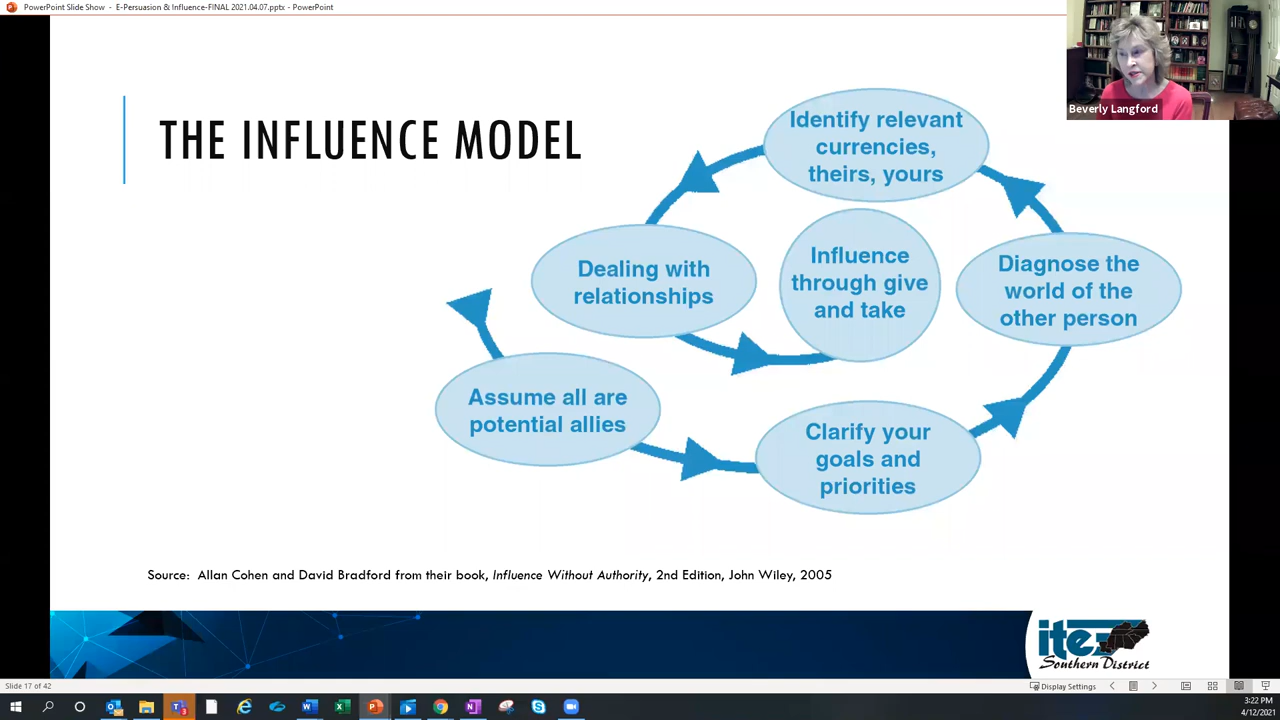 PowerPoint Slide Show - E-Persuasion & Influence-FINAL 2021.04.07.pptx - PowerPoint
Beverly Langford
THE INFLUENCE MODEL
Identify relevant
currencies,
theirs, yours
Dealing with
relationships
Influence
through give
and take
Diagnose the
world of the
other person
Assume all are
potential allies
Clarify your
goals and
priorities
Source: Allan Cohen and David Bradford from their book, Influence Without Authority, 2nd Edition, John Wiley, 2005
ite
Southern District
Slide 17 of 42
Display Settings
3:22 PM
4/12/2021